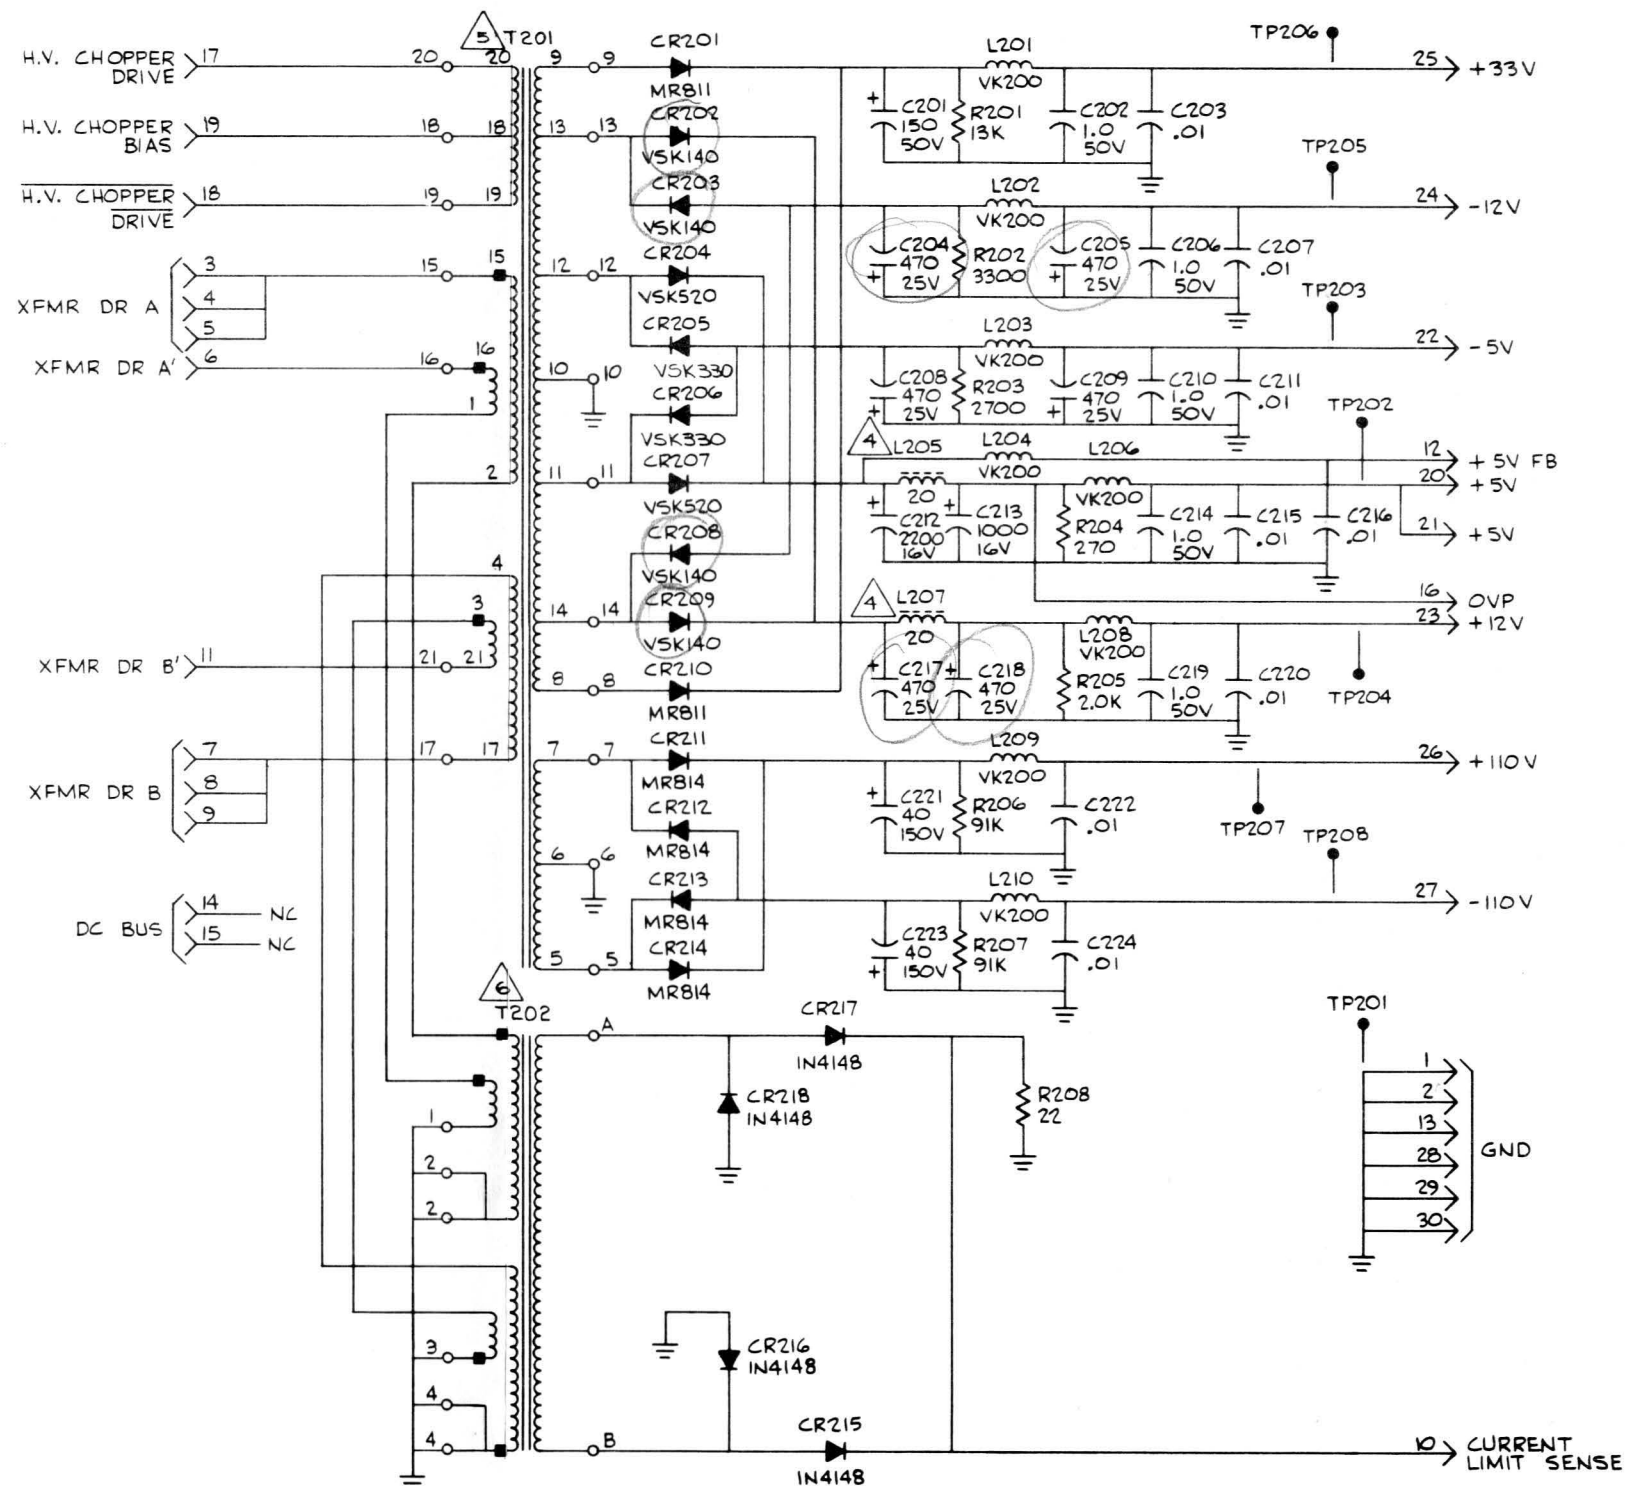 H.V. CHOPPER
DRIVE
17
H.V. CHOPPER
BIAS
19
H.V. CHOPPER
DRIVE
18
XFMR DR A
3
4
5
XFMR DR A'
6
XFMR DR B'
11
XFMR DR B
7
8
9
DC BUS
14
NC
15
NC
5
T201
20
20
18
18
19
19
15
15
16
16
1
2
4
3
21
21
17
17
9
9
13
13
12
12
10
10
11
11
14
14
8
8
7
7
6
6
5
5
CR201
MR811
CR202
VSK140
CR203
VSK140
CR204
VSK520
CR205
VSK330
CR206
VSK330
CR207
VSK520
CR208
VSK140
CR209
VSK140
CR210
MR811
CR211
MR814
CR212
MR814
CR213
MR814
CR214
MR814
L201
VK200
C201
150
50V
R201
13K
C202
1.0
50V
C203
.01
TP206
25
+33V
L202
VK200
C204
470
25V
R202
3300
C205
470
25V
C206
1.0
50V
C207
.01
TP205
24
-12V
L203
VK200
C208
470
25V
R203
2700
C209
470
25V
C210
1.0
50V
C211
.01
TP203
22
-5V
4
L205
20
L204
VK200
L206
VK200
C212
2200
16V
C213
1000
16V
R204
270
C214
1.0
50V
C215
.01
C216
.01
TP202
12
+5V FB
20
+5V
21
+5V
16
OVP
4
L207
20
L208
VK200
C217
470
25V
C218
470
25V
R205
2.0K
C219
1.0
50V
C220
.01
TP204
23
+12V
L209
VK200
C221
40
150V
R206
91K
C222
.01
TP207
26
+110V
L210
VK200
C223
40
150V
R207
91K
C224
.01
TP208
27
-110V
6
T202
1
2
2
3
4
4
A
B
CR217
1N4148
CR218
1N4148
R208
22
CR216
1N4148
CR215
1N4148
TP201
1
2
13
28
29
30
GND
10
CURRENT
LIMIT SENSE